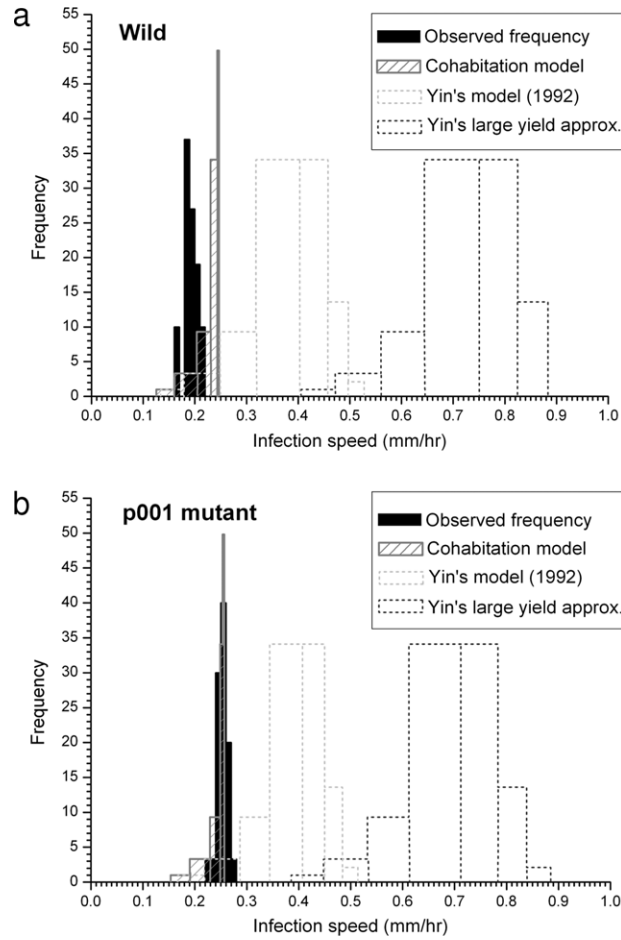 a
Wild
Observed frequency
Cohabitation model
Yin's model (1992)
Yin's large yield approx.
Frequency
55
50
45
40
35
30
25
20
15
10
5
0
0.0 0.1 0.2 0.3 0.4 0.5 0.6 0.7 0.8 0.9 1.0
Infection speed (mm/hr)
b
p001 mutant
Observed frequency
Cohabitation model
Yin's model (1992)
Yin's large yield approx.
Frequency
55
50
45
40
35
30
25
20
15
10
5
0
0.0 0.1 0.2 0.3 0.4 0.5 0.6 0.7 0.8 0.9 1.0
Infection speed (mm/hr)